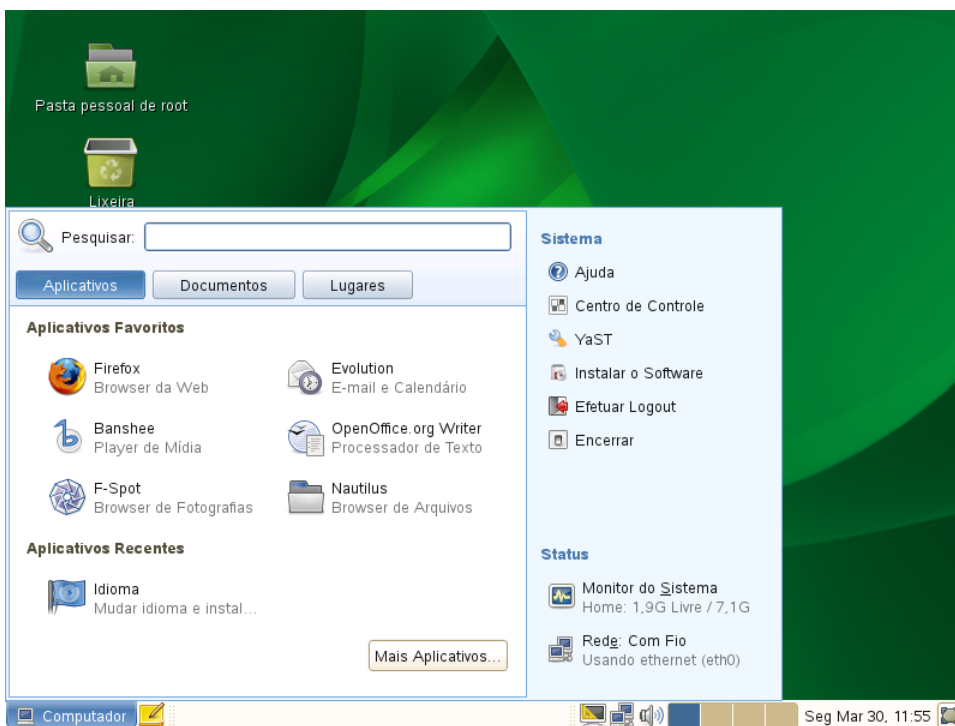 Pasta pessoal de root
Lixeira
Pesquisar:
Aplicativos
Documentos
Lugares
Aplicativos Favoritos
Firefox
Browser da Web
Evolution
E-mail e Calendário
Banshee
Player de Mídia
OpenOffice.org Writer
Processador de Texto
F-Spot
Browser de Fotografias
Nautilus
Browser de Arquivos
Aplicativos Recentes
Idioma
Mudar idioma e instal...
Mais Aplicativos...
Sistema
Ajuda
Centro de Controle
YaST
Instalar o Software
Efetuar Logout
Encerrar
Status
Monitor do Sistema
Home: 1,9G Livre / 7,1G
Rede: Com Fio
Usando ethernet (eth0)
Computador
Seg Mar 30, 11:55